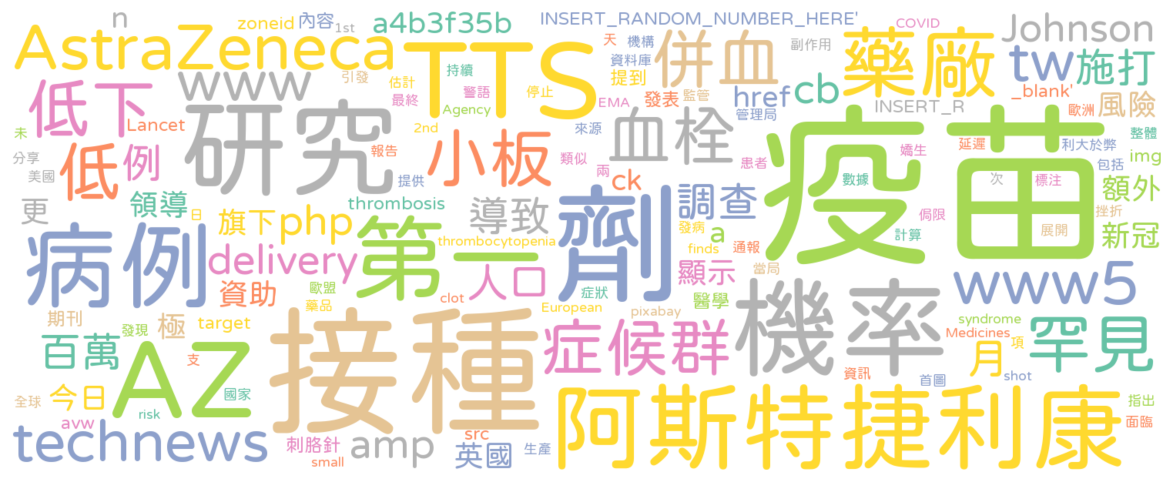 n
內容
1st
zoneid
a4b3f35b
INSERT_RANDOM_NUMBER_HERE'
COVID
Johnson
AstraZeneca
TTS
天
機構
資料庫
提到
併血
副作用
藥廠
tw
施打
www
引發
估計
最終
持續
警語
Agency
停止
EMA
發表
監管
href
管理局
cb
INSERT_R
_blank'
歐洲
風險
低下
Lancet
研究
2nd
來源
血栓
疫苗
整體
未
分享
美國
低
例
報告
提供
小板
類似
兩
患者
ck
延遲
利大於弊
包括
img
嬌生
數據
次
標注
額外
更
領導
旗下
php
thrombosis
導致
劑
調查
a
侷限
計算
挫折
展開
新冠
病例
delivery
第一
thrombocytopenia
人口
發病
finds
通報
日
資助
歐盟
藥品
clot
症狀
顯示
醫學
當局
www5
期刊
發現
極
target
European
pixabay
機率
syndrome
Medicines
項
月
罕見
百萬
AZ
支
接種
症候群
全球
今日
risk
國家
資訊
首圖
shot
指出
面臨
avw
technews
刺胳針
small
amp
src
英國
生產
阿斯特捷利康